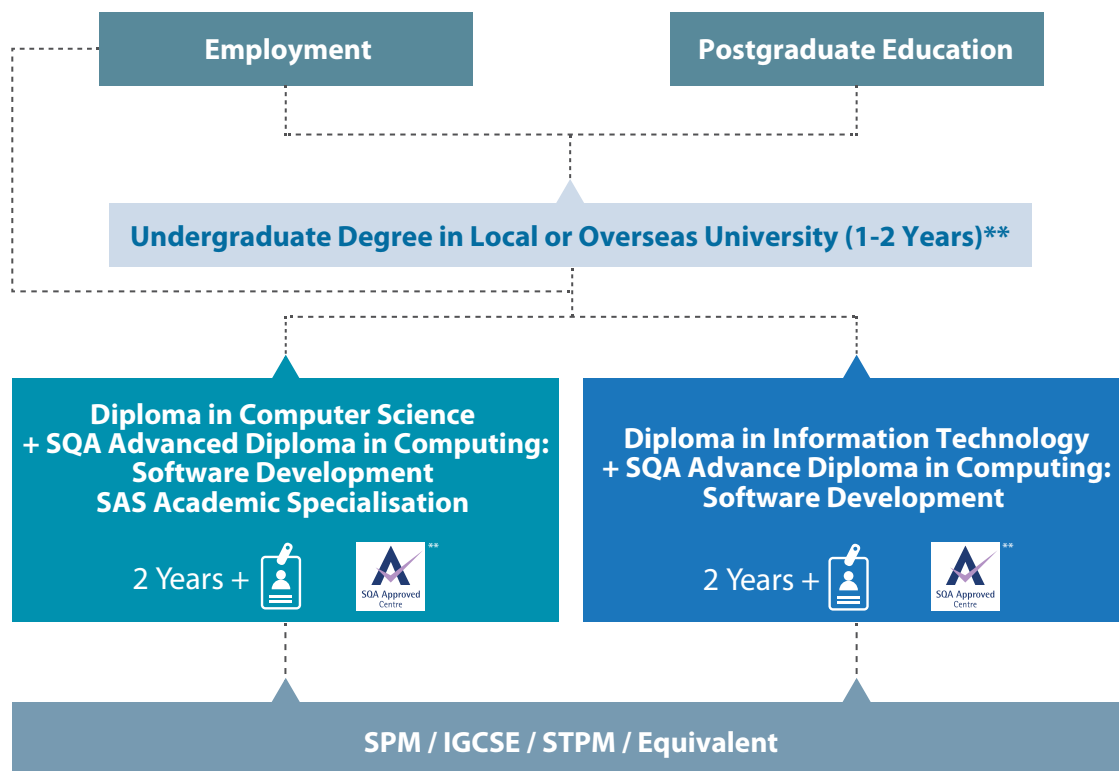 Employment
Postgraduate Education
Undergraduate Degree in Local or Overseas University (1-2 Years)**
Diploma in Computer Science
+ SQA Advanced Diploma in Computing:
Software Development
SAS Academic Specialisation
2 Years +
**
SQA Approved
Centre
Diploma in Information Technology
+ SQA Advance Diploma in Computing:
Software Development
2 Years +
**
SQA Approved
Centre
SPM / IGCSE / STPM / Equivalent